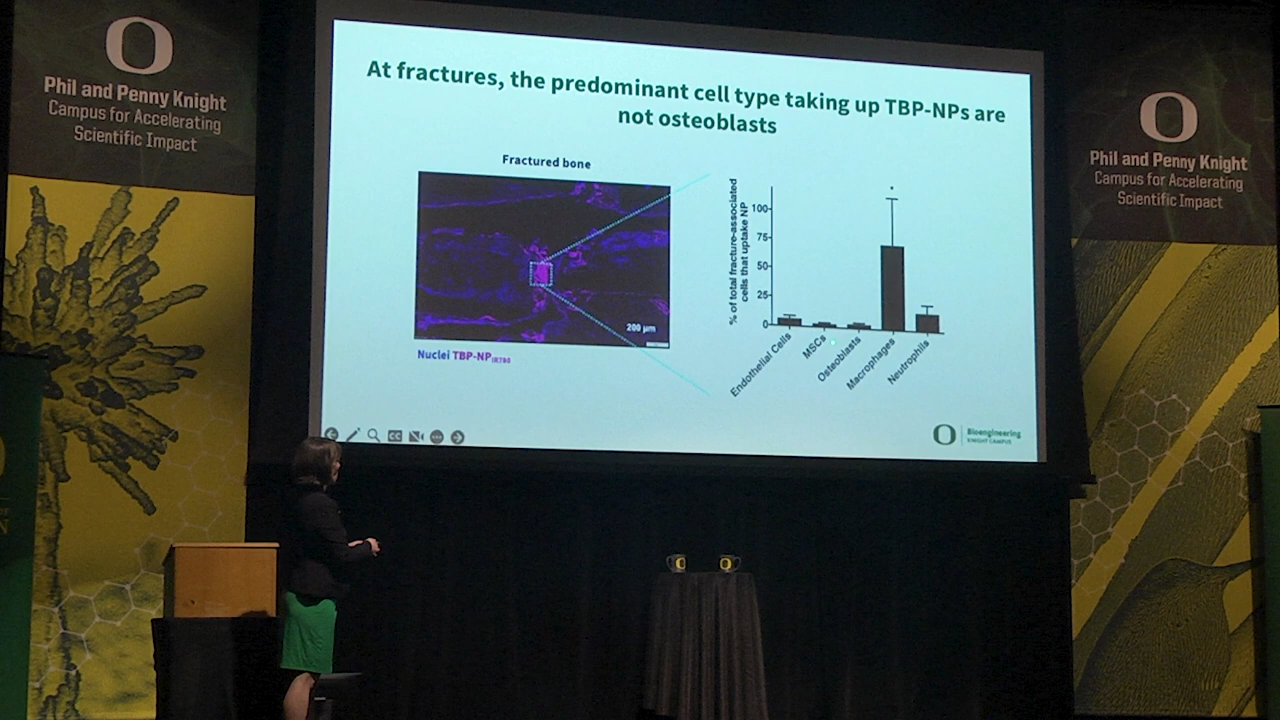 O
Phil and Penny Knight
Campus for Accelerating
Scientific Impact
At fractures, the predominant cell type taking up TBP-NPs are
not osteoblasts
Fractured bone
200 μm
Nuclei TBP-NP
% of total fracture-associated
cells that uptake NP
100
75
50
25
0
*
Endothelial Cells
MSCs
Osteoblasts
Macrophages
Neutrophils
CC
O
Bioengineering
KNIGHT CAMPUS
O
Phil and Penny Knight
Campus for Accelerating
Scientific Impact
O
O